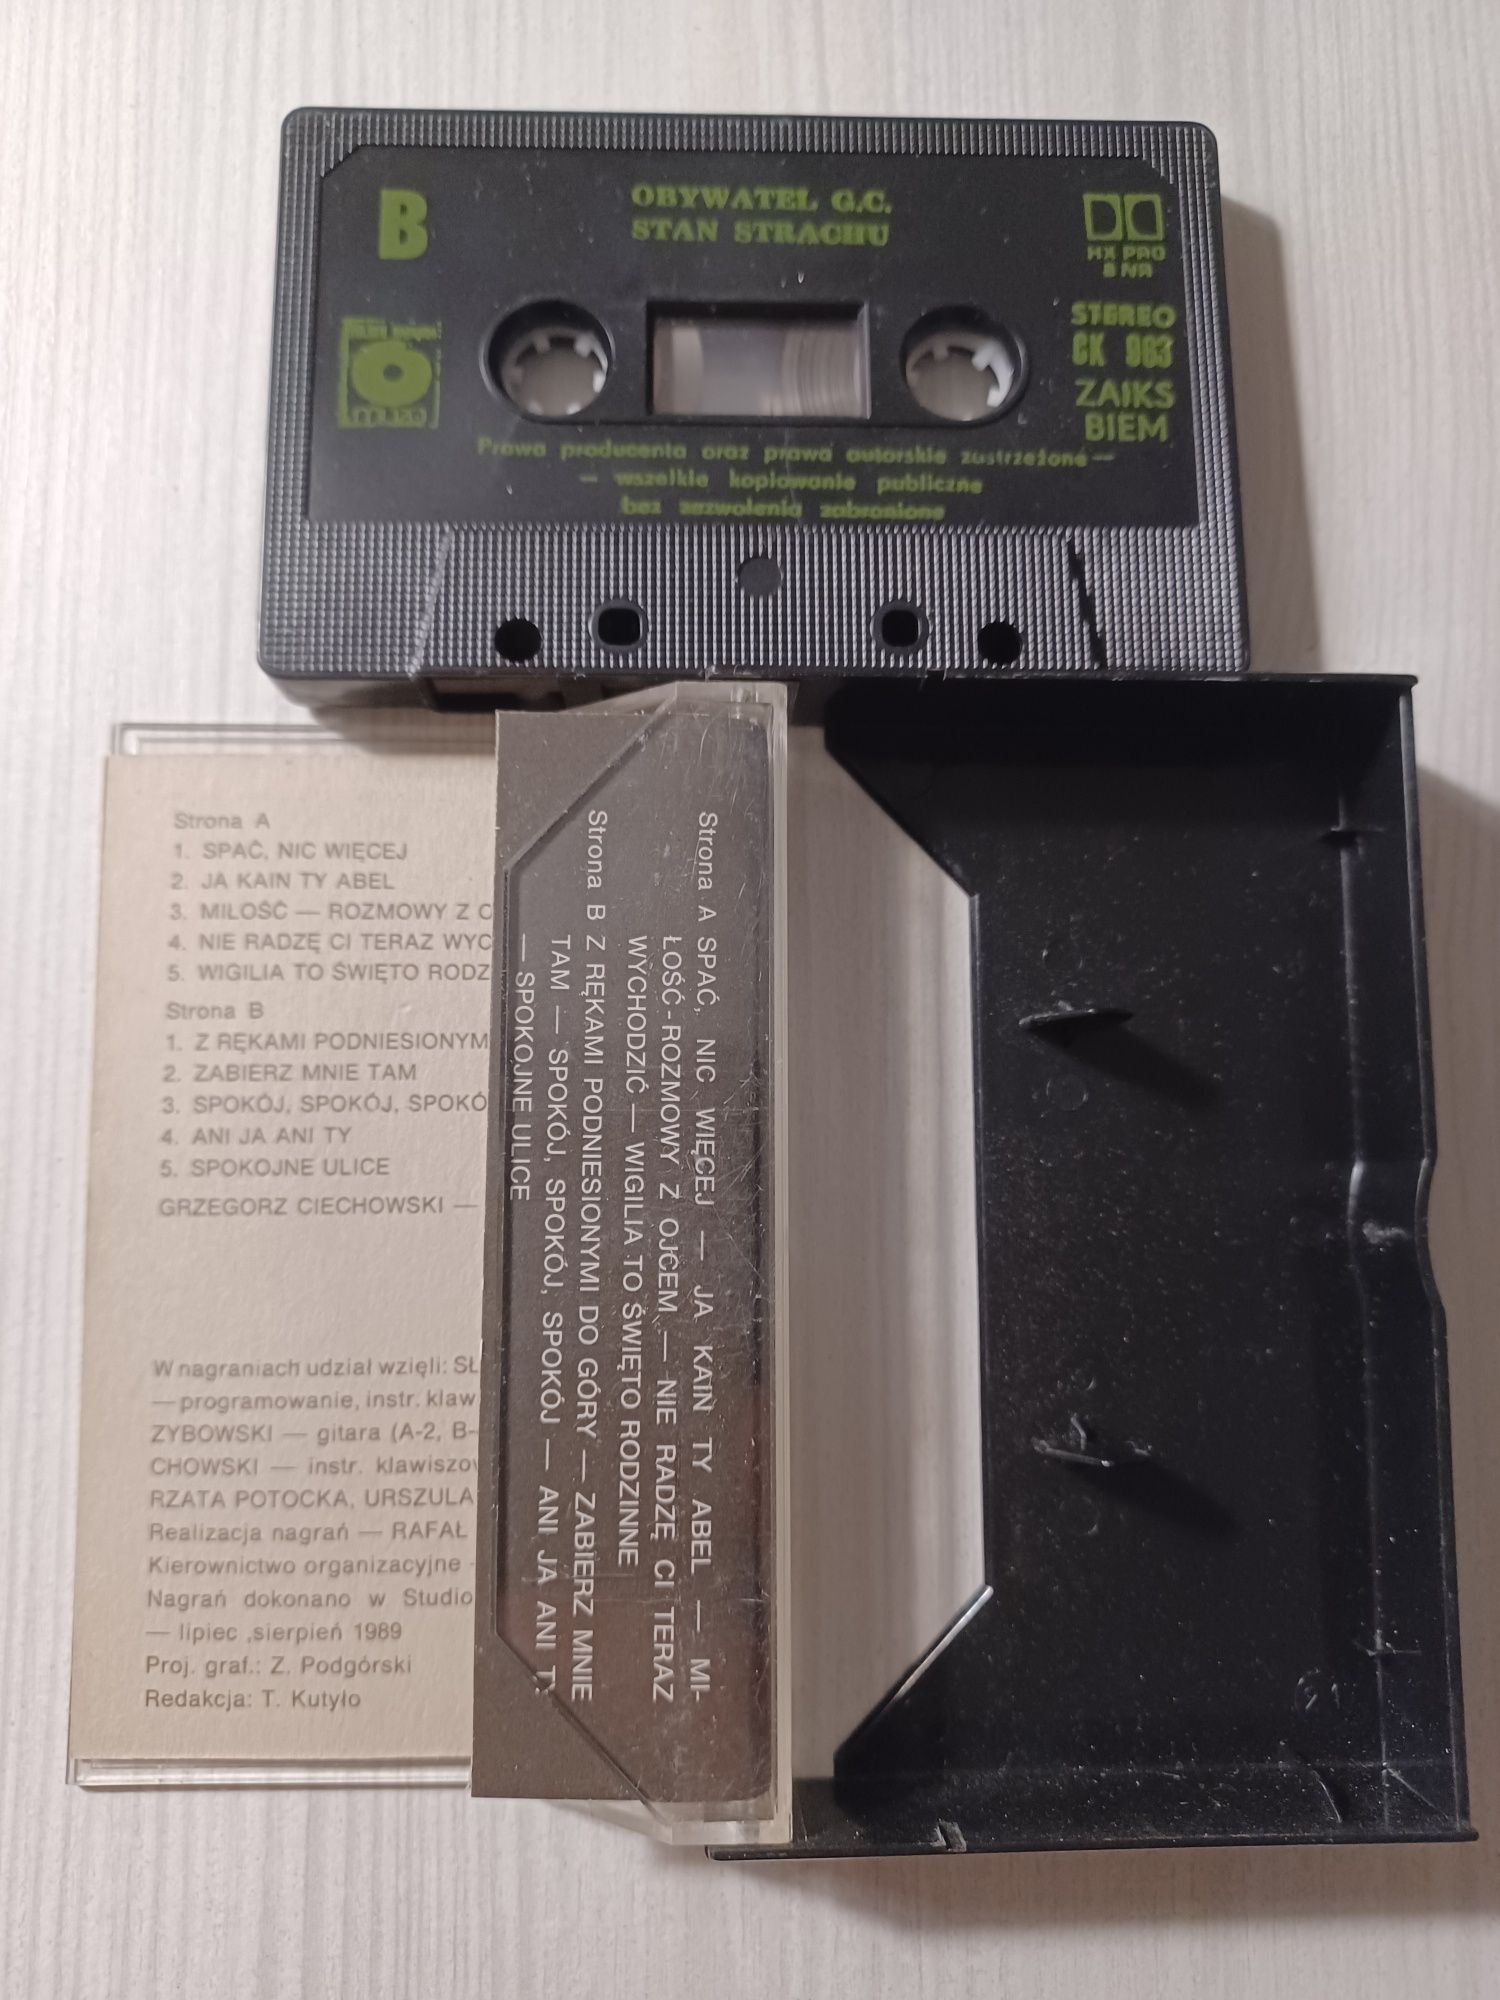 B
OBYWATEL G.C.
STAN STRACHU
HX PRO
B NR
STEREO
CK 983
ZAIKS
BIEM
muza
Prawa producenta oraz prawa autorskie zastrzeżone —
— wszelkie kopiowanie publiczne
bez zezwolenia zabronione
Strona A
1. SPAĆ, NIC WIĘCEJ
2. JA KAIN TY ABEL
3. MIŁOŚĆ — ROZMOWY Z O
4. NIE RADZĘ CI TERAZ WYC
5. WIGILIA TO ŚWIĘTO RODZ
Strona B
1. Z RĘKAMI PODNIESIONYM
2. ZABIERZ MNIE TAM
3. SPOKÓJ, SPOKÓJ, SPOKÓ
4. ANI JA ANI TY
5. SPOKOJNE ULICE
GRZEGORZ CIECHOWSKI —
W nagraniach udział wzięli: SŁ
— programowanie, instr. klaw
ZYBOWSKI — gitara (A-2, B-
CHOWSKI — instr. klawiszow
RZATA POTOCKA, URSZULA
Realizacja nagrań — RAFAŁ
Kierownictwo organizacyjne -
Nagrań dokonano w Studio
— lipiec ,sierpień 1989
Proj. graf.: Z. Podgórski
Redakcja: T. Kutyło
Strona A SPAĆ, NIC WIĘCEJ — JA KAIN TY ABEL — MI-
ŁOŚĆ-ROZMOWY Z OJCEM — NIE RADZĘ CI TERAZ
WYCHODZIĆ — WIGILIA TO ŚWIĘTO RODZINNE
Strona B Z RĘKAMI PODNIESIONYMI DO GÓRY — ZABIERZ MNIE
TAM — SPOKÓJ, SPOKÓJ, SPOKÓJ — ANI JA ANI TY
— SPOKOJNE ULICE